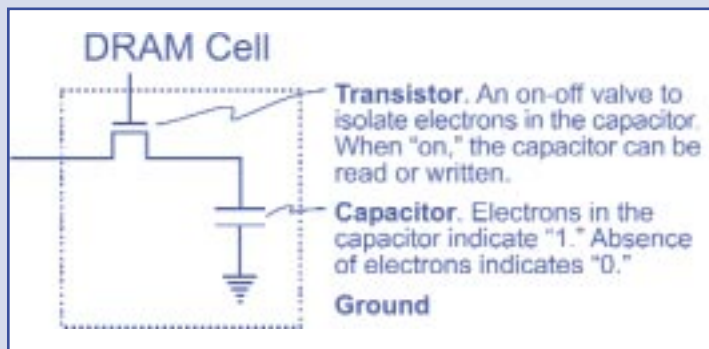 DRAM Cell
Transistor. An on-off valve to
isolate electrons in the capacitor.
When “on,” the capacitor can be
read or written.
Capacitor. Electrons in the
capacitor indicate “1.” Absence
of electrons indicates “0.”
Ground